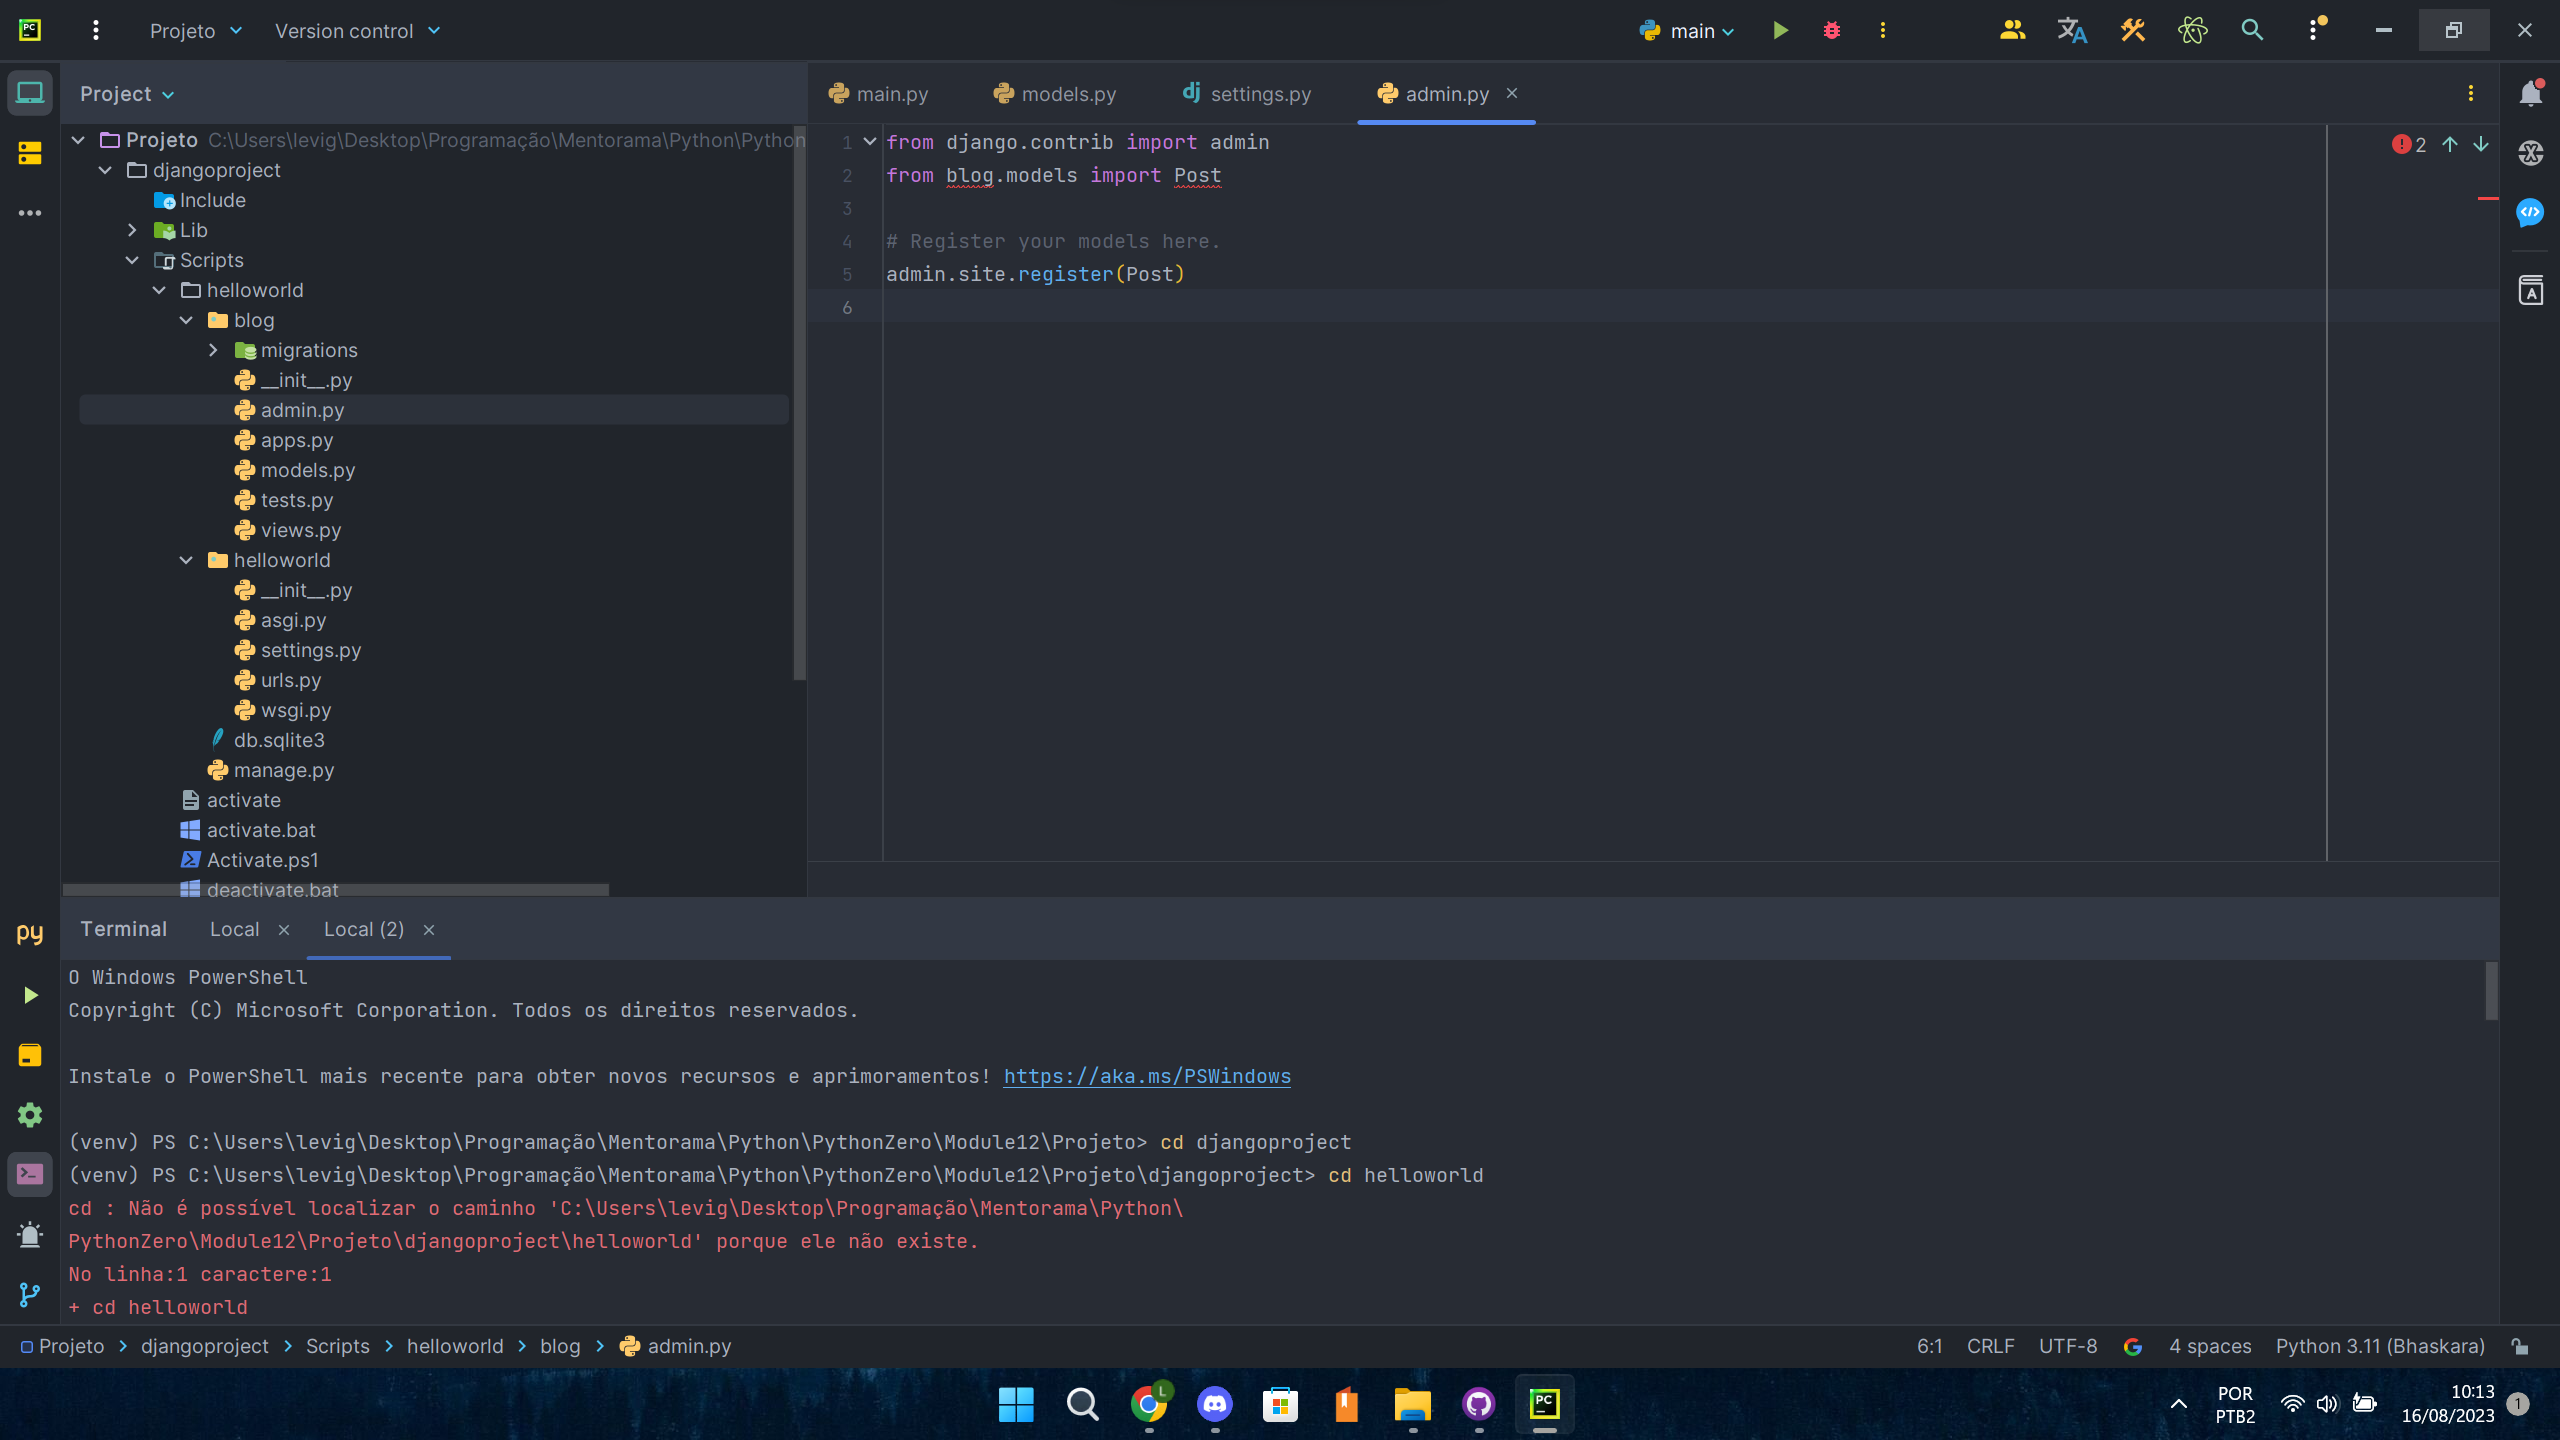 Projeto Version control main
Project
main.py models.py settings.py admin.py
Projeto C:\Users\levig\Desktop\Programação\Mentorama\Python\Python
djangoproject
Include
Lib
Scripts
helloworld
blog
migrations
__init__.py
admin.py
apps.py
models.py
tests.py
views.py
helloworld
__init__.py
asgi.py
settings.py
urls.py
wsgi.py
db.sqlite3
manage.py
activate
activate.bat
Activate.ps1
deactivate.bat
1 from django.contrib import admin
2 from blog.models import Post
3
4 # Register your models here.
5 admin.site.register(Post)
6
2
Terminal Local Local (2)
O Windows PowerShell
Copyright (C) Microsoft Corporation. Todos os direitos reservados.
Instale o PowerShell mais recente para obter novos recursos e aprimoramentos! https://aka.ms/PSWindows
(venv) PS C:\Users\levig\Desktop\Programação\Mentorama\Python\PythonZero\Module12\Projeto> cd djangoproject
(venv) PS C:\Users\levig\Desktop\Programação\Mentorama\Python\PythonZero\Module12\Projeto\djangoproject> cd helloworld
cd : Não é possível localizar o caminho 'C:\Users\levig\Desktop\Programação\Mentorama\Python\
PythonZero\Module12\Projeto\djangoproject\helloworld' porque ele não existe.
No linha:1 caractere:1
+ cd helloworld
Projeto djangoproject Scripts helloworld blog admin.py 6:1 CRLF UTF-8 4 spaces Python 3.11 (Bhaskara)
POR
PTB2
10:13
16/08/2023
1